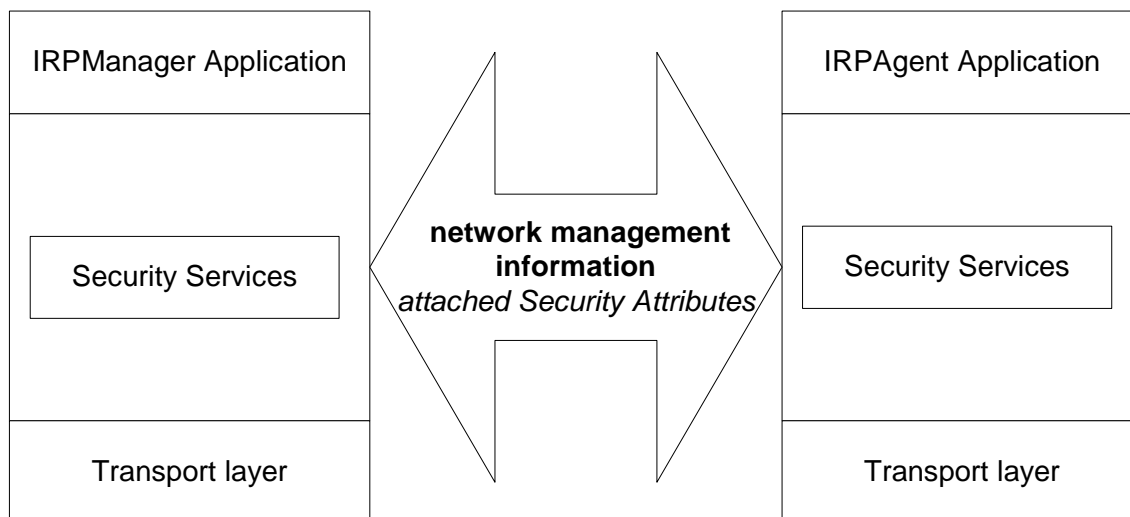 IRPManager Application
Security Services
Transport layer
network management
information
attached Security Attributes
IRPAgent Application
Security Services
Transport layer